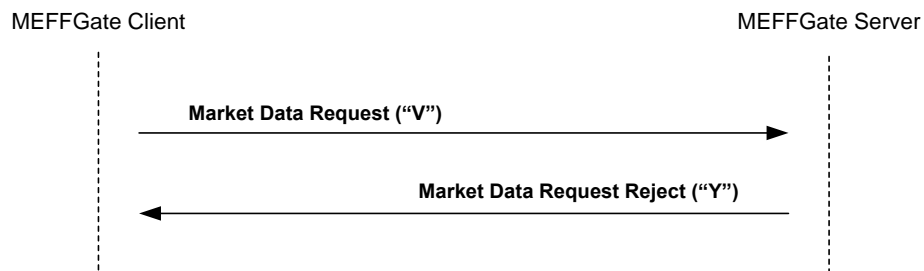 MEFFGate Client
MEFFGate Server
Market Data Request (“V”)
Market Data Request Reject (“Y”)